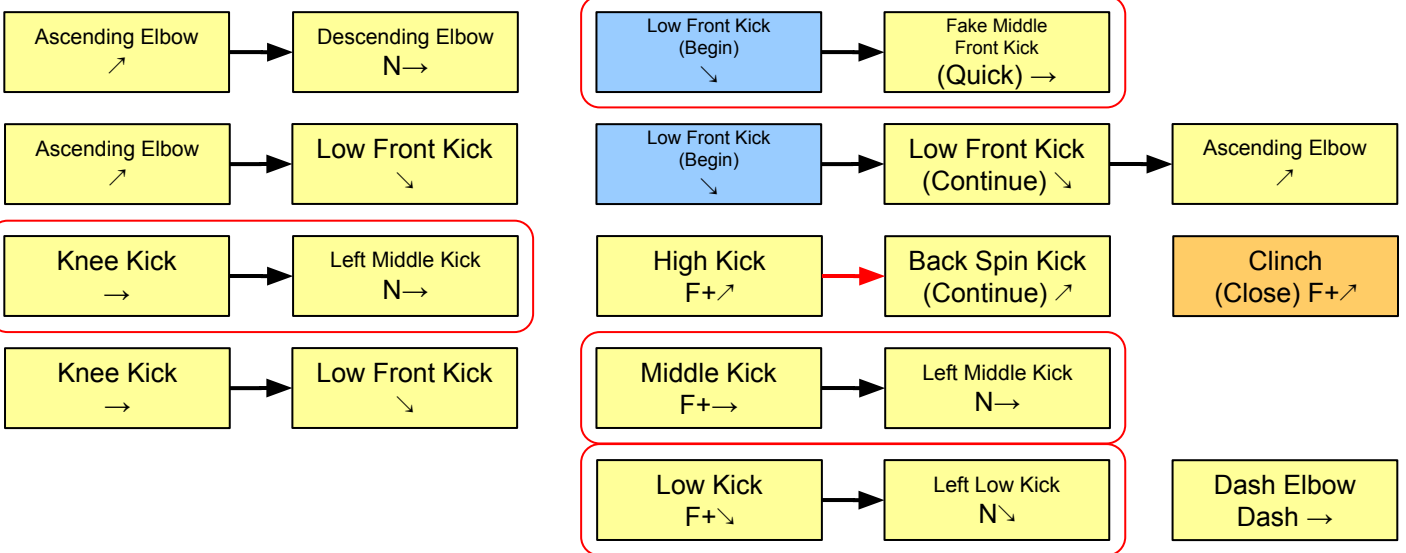 Ascending Elbow
↗
Descending Elbow
N→
Low Front Kick
(Begin)
↘
Fake Middle
Front Kick
(Quick) →
Ascending Elbow
↗
Low Front Kick
↘
Low Front Kick
(Begin)
↘
Low Front Kick
(Continue) ↘
Ascending Elbow
↗
Knee Kick
→
Left Middle Kick
N→
High Kick
F+↗
Back Spin Kick
(Continue) ↗
Clinch
(Close) F+↗
Knee Kick
→
Low Front Kick
↘
Middle Kick
F+→
Left Middle Kick
N→
Low Kick
F+↘
Left Low Kick
N↘
Dash Elbow
Dash →